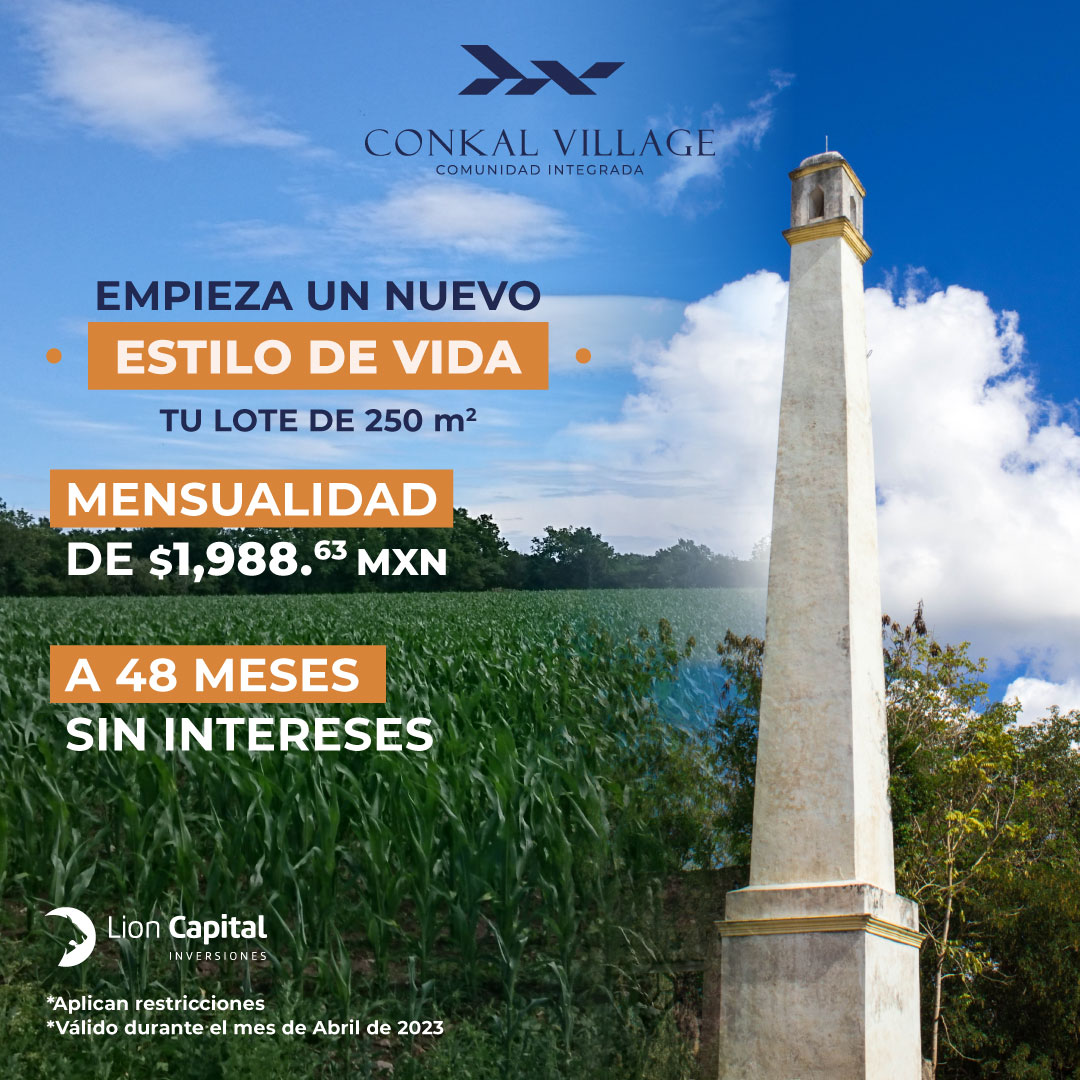 CONKAL VILLAGE
COMUNIDAD INTEGRADA
EMPIEZA UN NUEVO
ESTILO DE VIDA
TU LOTE DE 250 m²
MENSUALIDAD
DE $1,988.⁶³ MXN
A 48 MESES
SIN INTERESES
Lion Capital
INVERSIONES
*Aplican restricciones
*Válido durante el mes de Abril de 2023